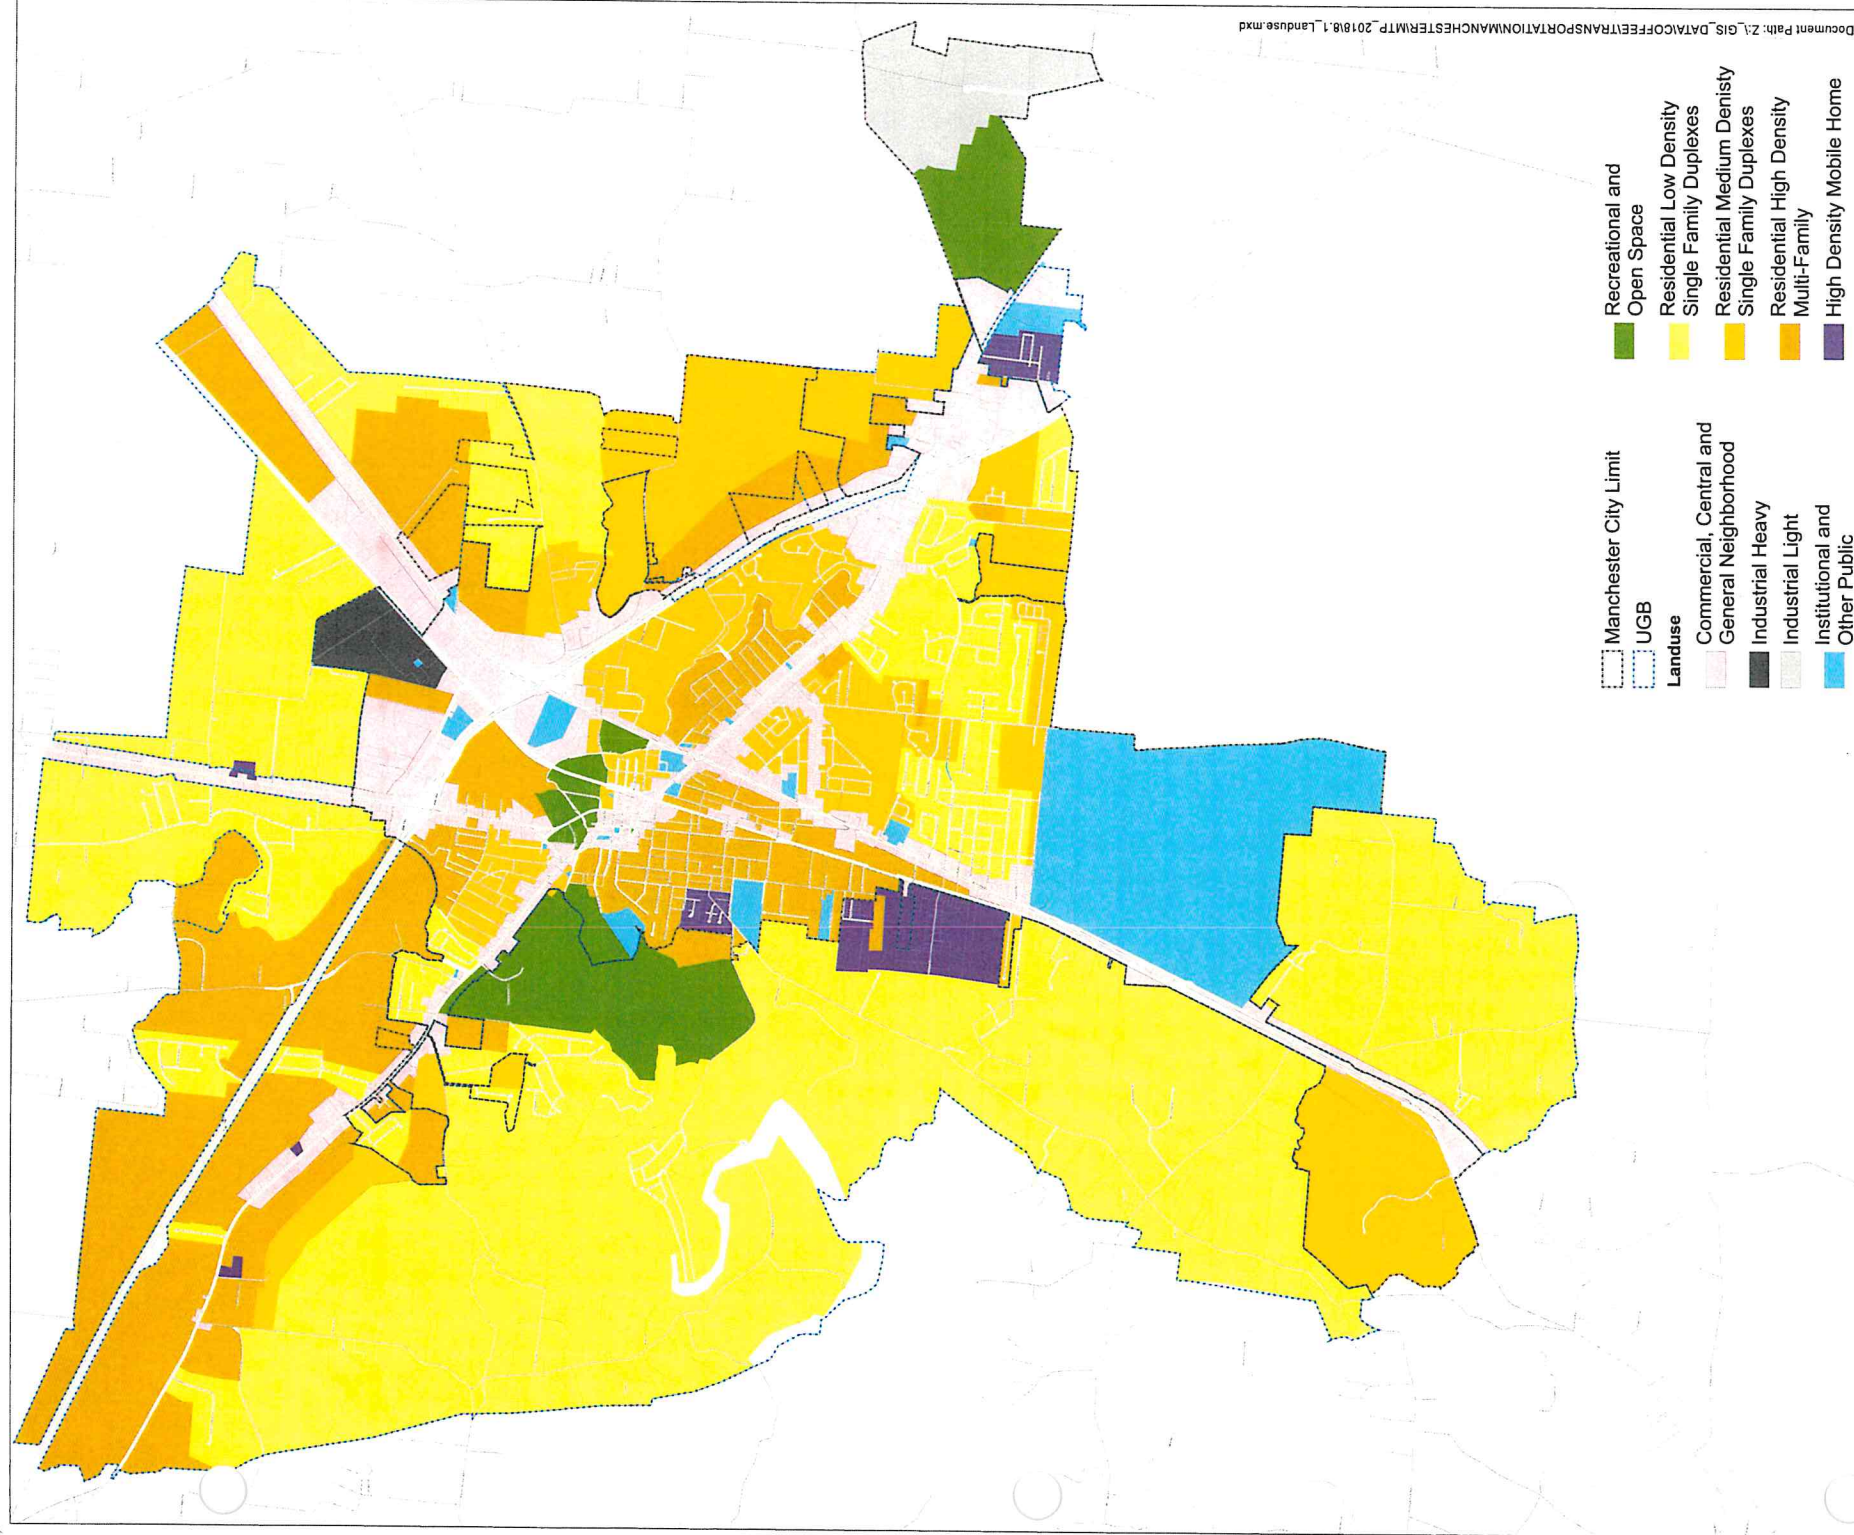 Document Path: Z:\_GIS_DATA\COFFEE\TRANSPORTATION\MANCHESTER\MTP_2018\8.1_Landuse.mxd
Manchester City Limit
UGB
Landuse
Commercial, Central and
General Neighborhood
Industrial Heavy
Industrial Light
Institutional and
Other Public
Recreational and
Open Space
Residential Low Density
Single Family Duplexes
Residential Medium Denisty
Single Family Duplexes
Residential High Density
Multi-Family
High Density Mobile Home